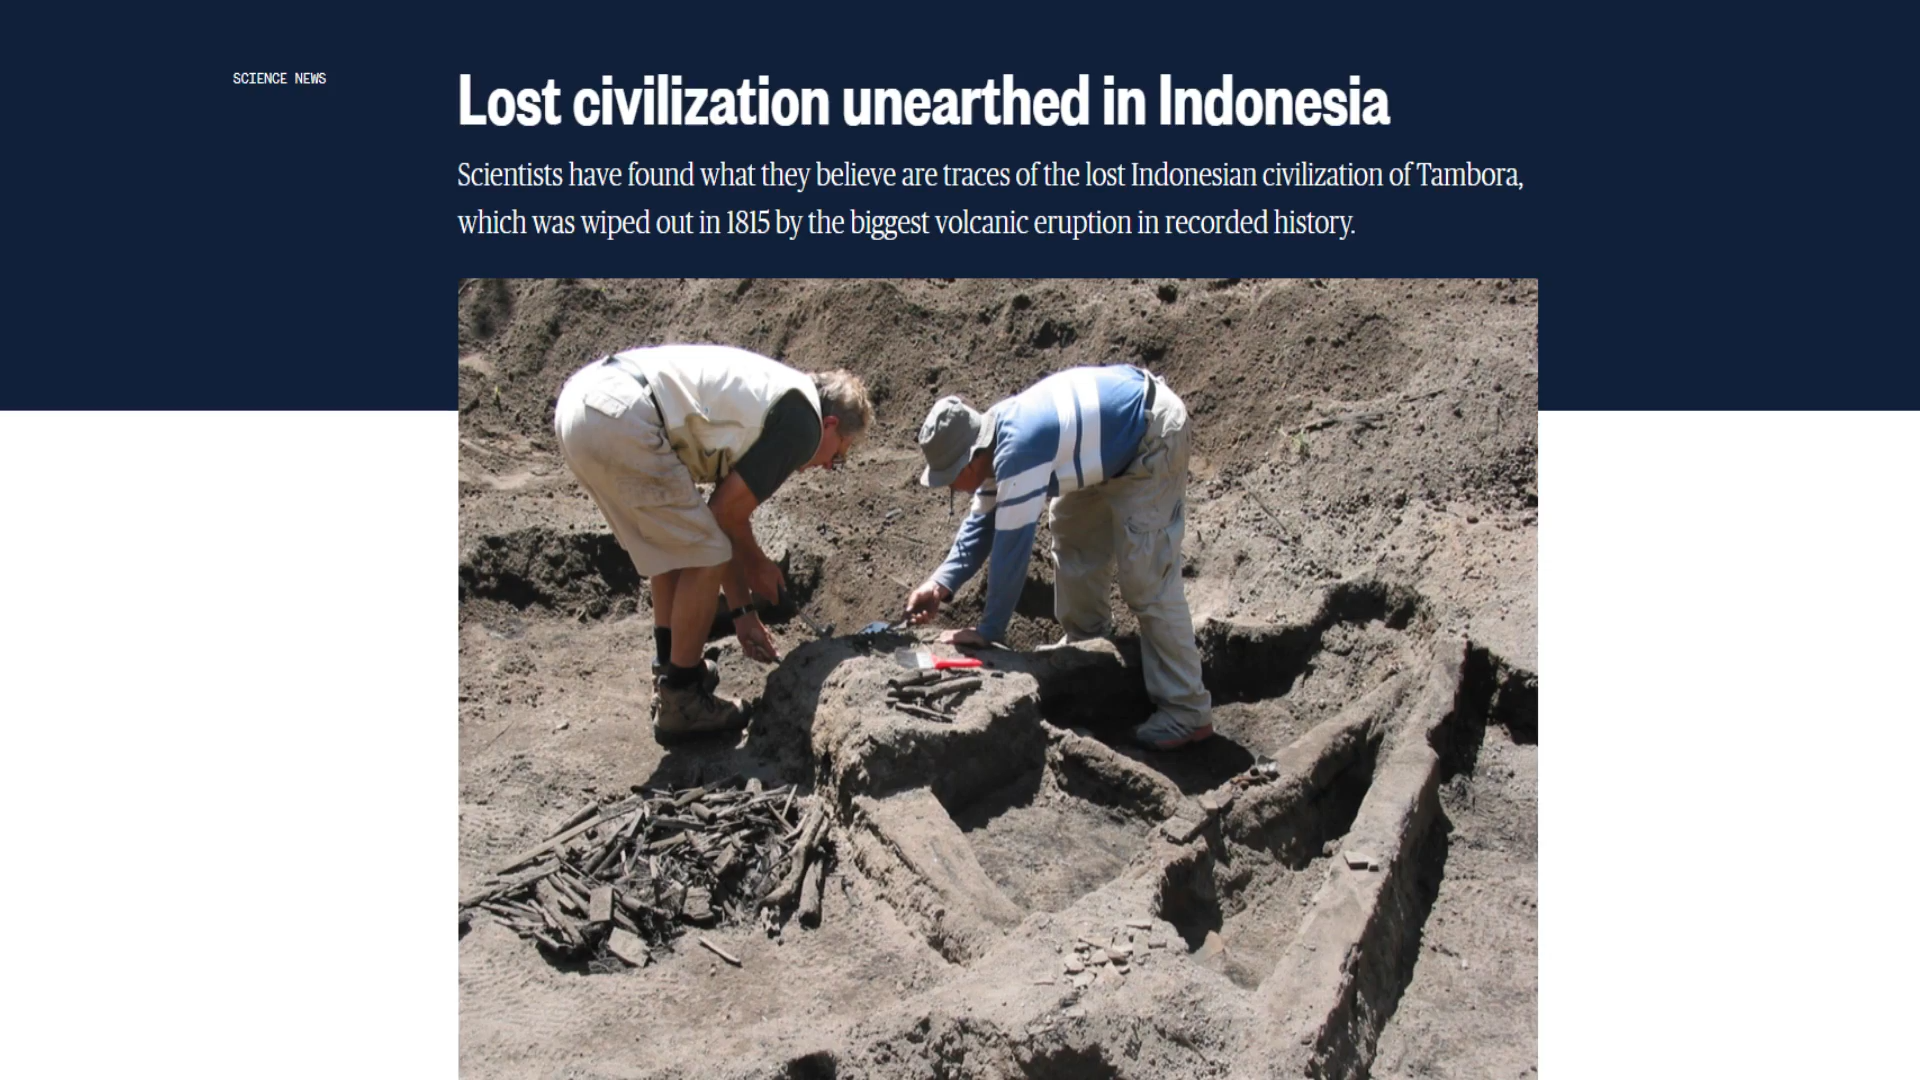 SCIENCE NEWS
Lost civilization unearthed in Indonesia
Scientists have found what they believe are traces of the lost Indonesian civilization of Tambora,
which was wiped out in 1815 by the biggest volcanic eruption in recorded history.